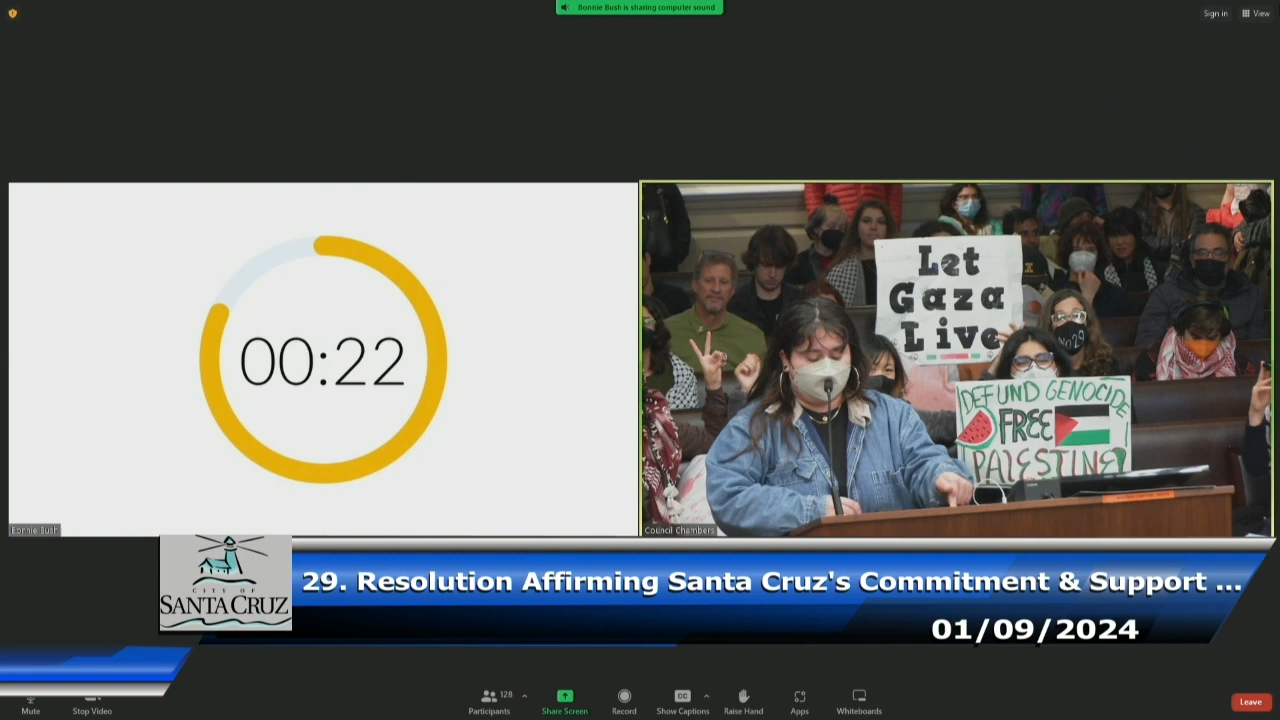 Bonnie Bush is sharing computer sound
Sign in
View
00:22
Let
Gaza
Live
DEFUND GENOCIDE
FREE
PALESTINE!
Bonnie Bush
Council Chambers
CITY OF
SANTA CRUZ
29. Resolution Affirming Santa Cruz's Commitment & Support ...
01/09/2024
Mute
Stop Video
Participants
128
Share Screen
Record
CC
Show Captions
Raise Hand
Apps
Whiteboards
Leave